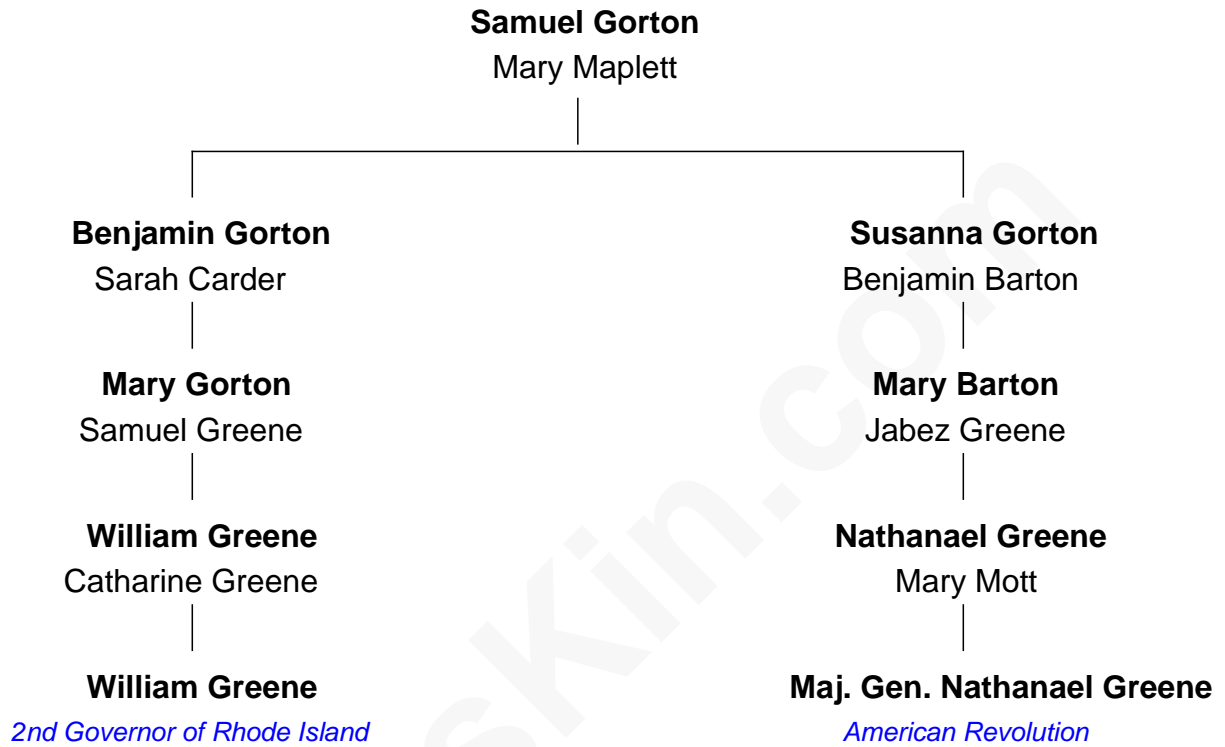 Samuel Gorton
Mary Maplett
Benjamin Gorton
Sarah Carder
Susanna Gorton
Benjamin Barton
Mary Gorton
Samuel Greene
Mary Barton
Jabez Greene
William Greene
Catharine Greene
Nathanael Greene
Mary Mott
William Greene
2nd Governor of Rhode Island
Maj. Gen. Nathanael Greene
American Revolution
sKin.com